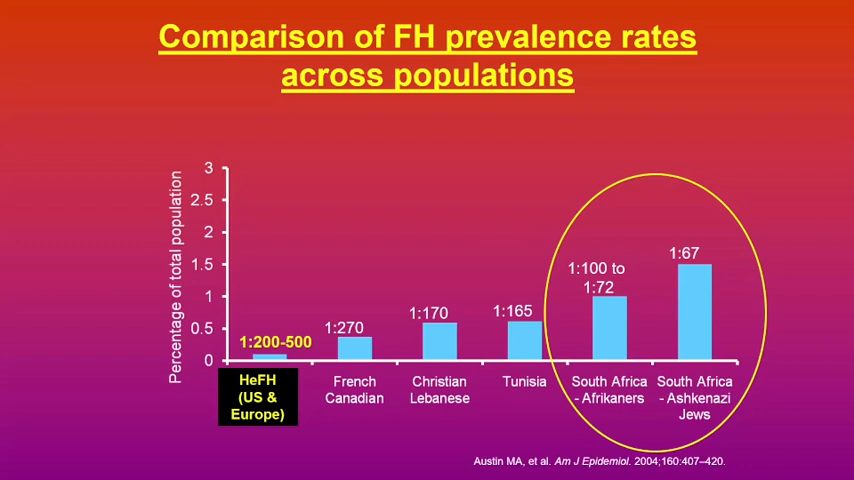 Comparison of FH prevalence rates
across populations
Percentage of total population
3
2.5
2
1.5
1
0.5
0
1:200-500
1:270
1:170
1:165
1:100 to
1:72
1:67
HeFH
(US &
Europe)
French
Canadian
Christian
Lebanese
Tunisia
South Africa
- Afrikaners
South Africa
- Ashkenazi
Jews
Austin MA, et al. Am J Epidemiol. 2004;160:407–420.